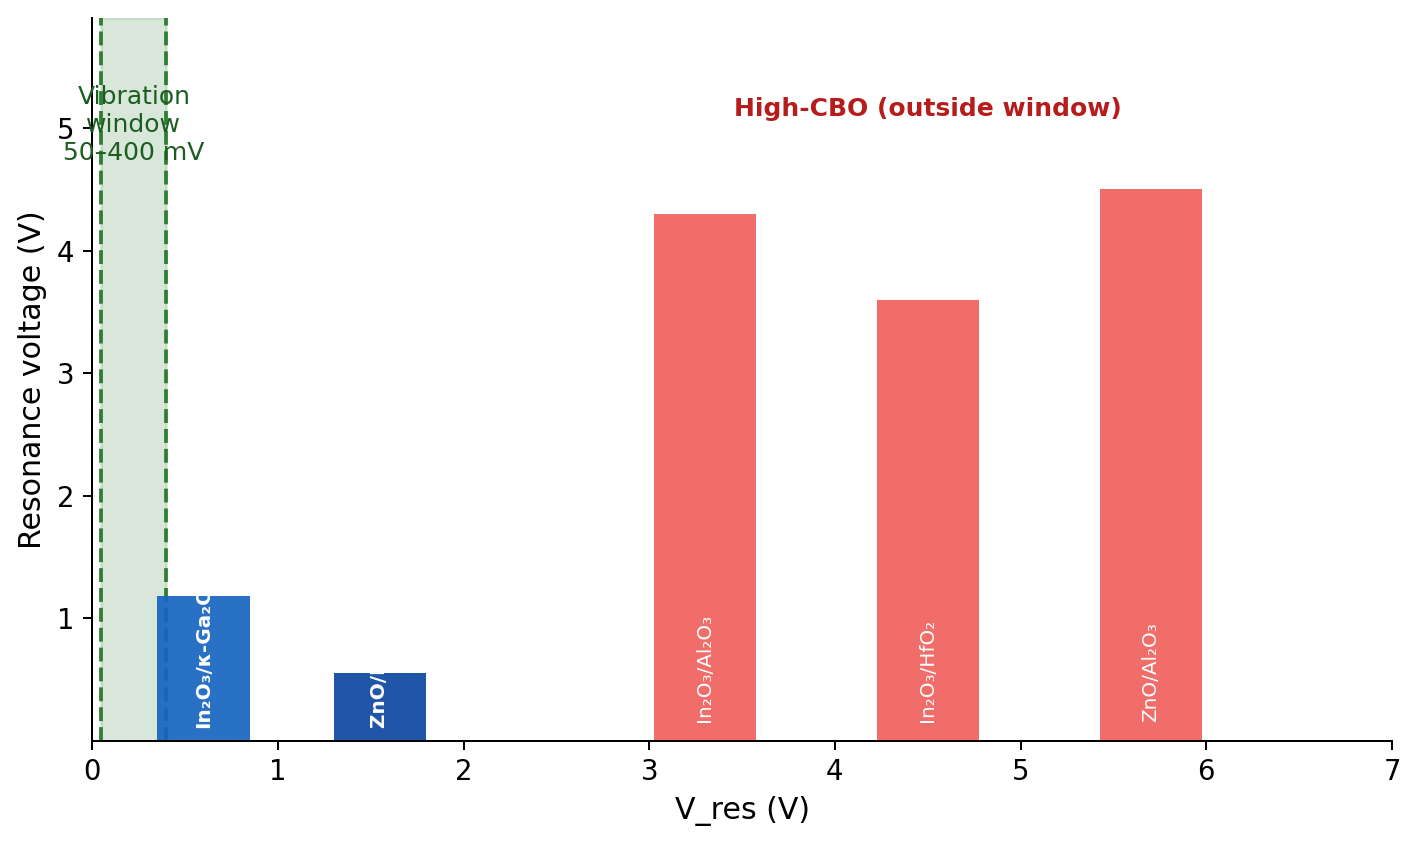 Vibration
window
50–400 mV
High-CBO (outside window)
Resonance voltage (V)
5
4
3
2
1
In₂O₃/κ-Ga₂O
ZnO/
In₂O₃/Al₂O₃
In₂O₃/HfO₂
ZnO/Al₂O₃
0 1 2 3 4 5 6 7
V_res (V)